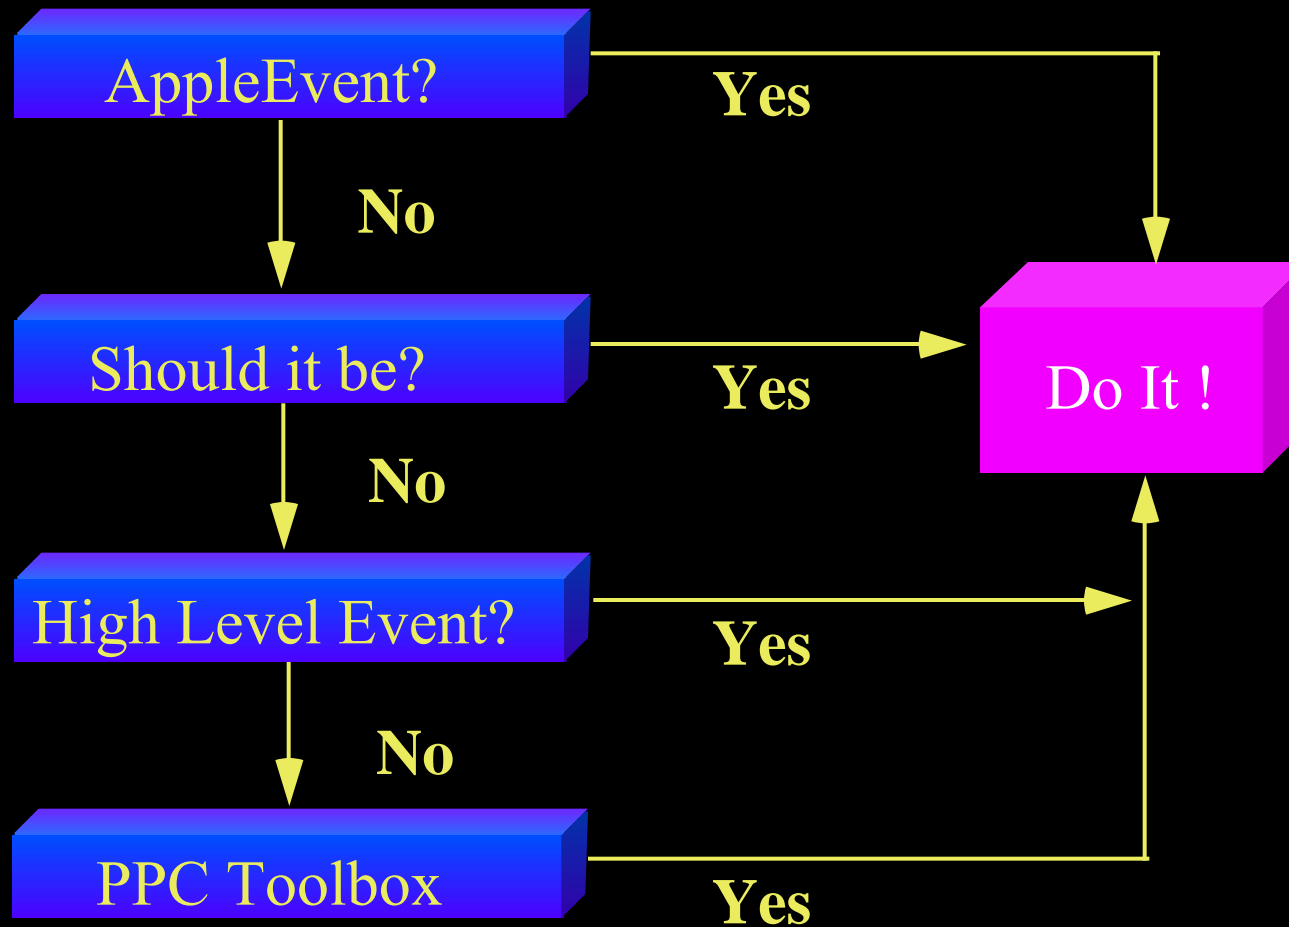 AppleEvent?
Yes
No
Should it be?
Yes
Do It !
No
High Level Event?
Yes
No
PPC Toolbox
Yes